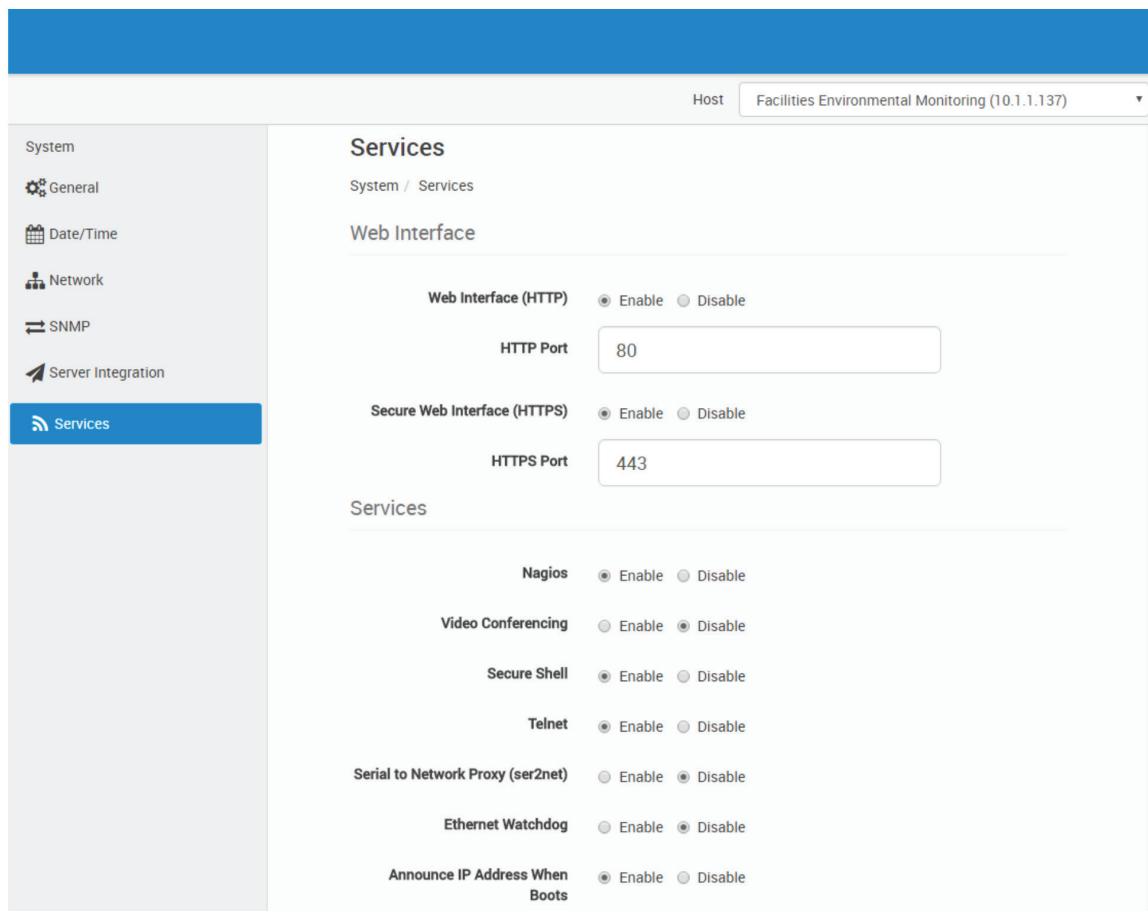 Host Facilities Environmental Monitoring (10.1.1.137)
System
General
Date/Time
Network
SNMP
Server Integration
Services
Services
System / Services
Web Interface
Web Interface (HTTP) Enable Disable
HTTP Port 80
Secure Web Interface (HTTPS) Enable Disable
HTTPS Port 443
Services
Nagios Enable Disable
Video Conferencing Enable Disable
Secure Shell Enable Disable
Telnet Enable Disable
Serial to Network Proxy (ser2net) Enable Disable
Ethernet Watchdog Enable Disable
Announce IP Address When Enable Disable
Boots